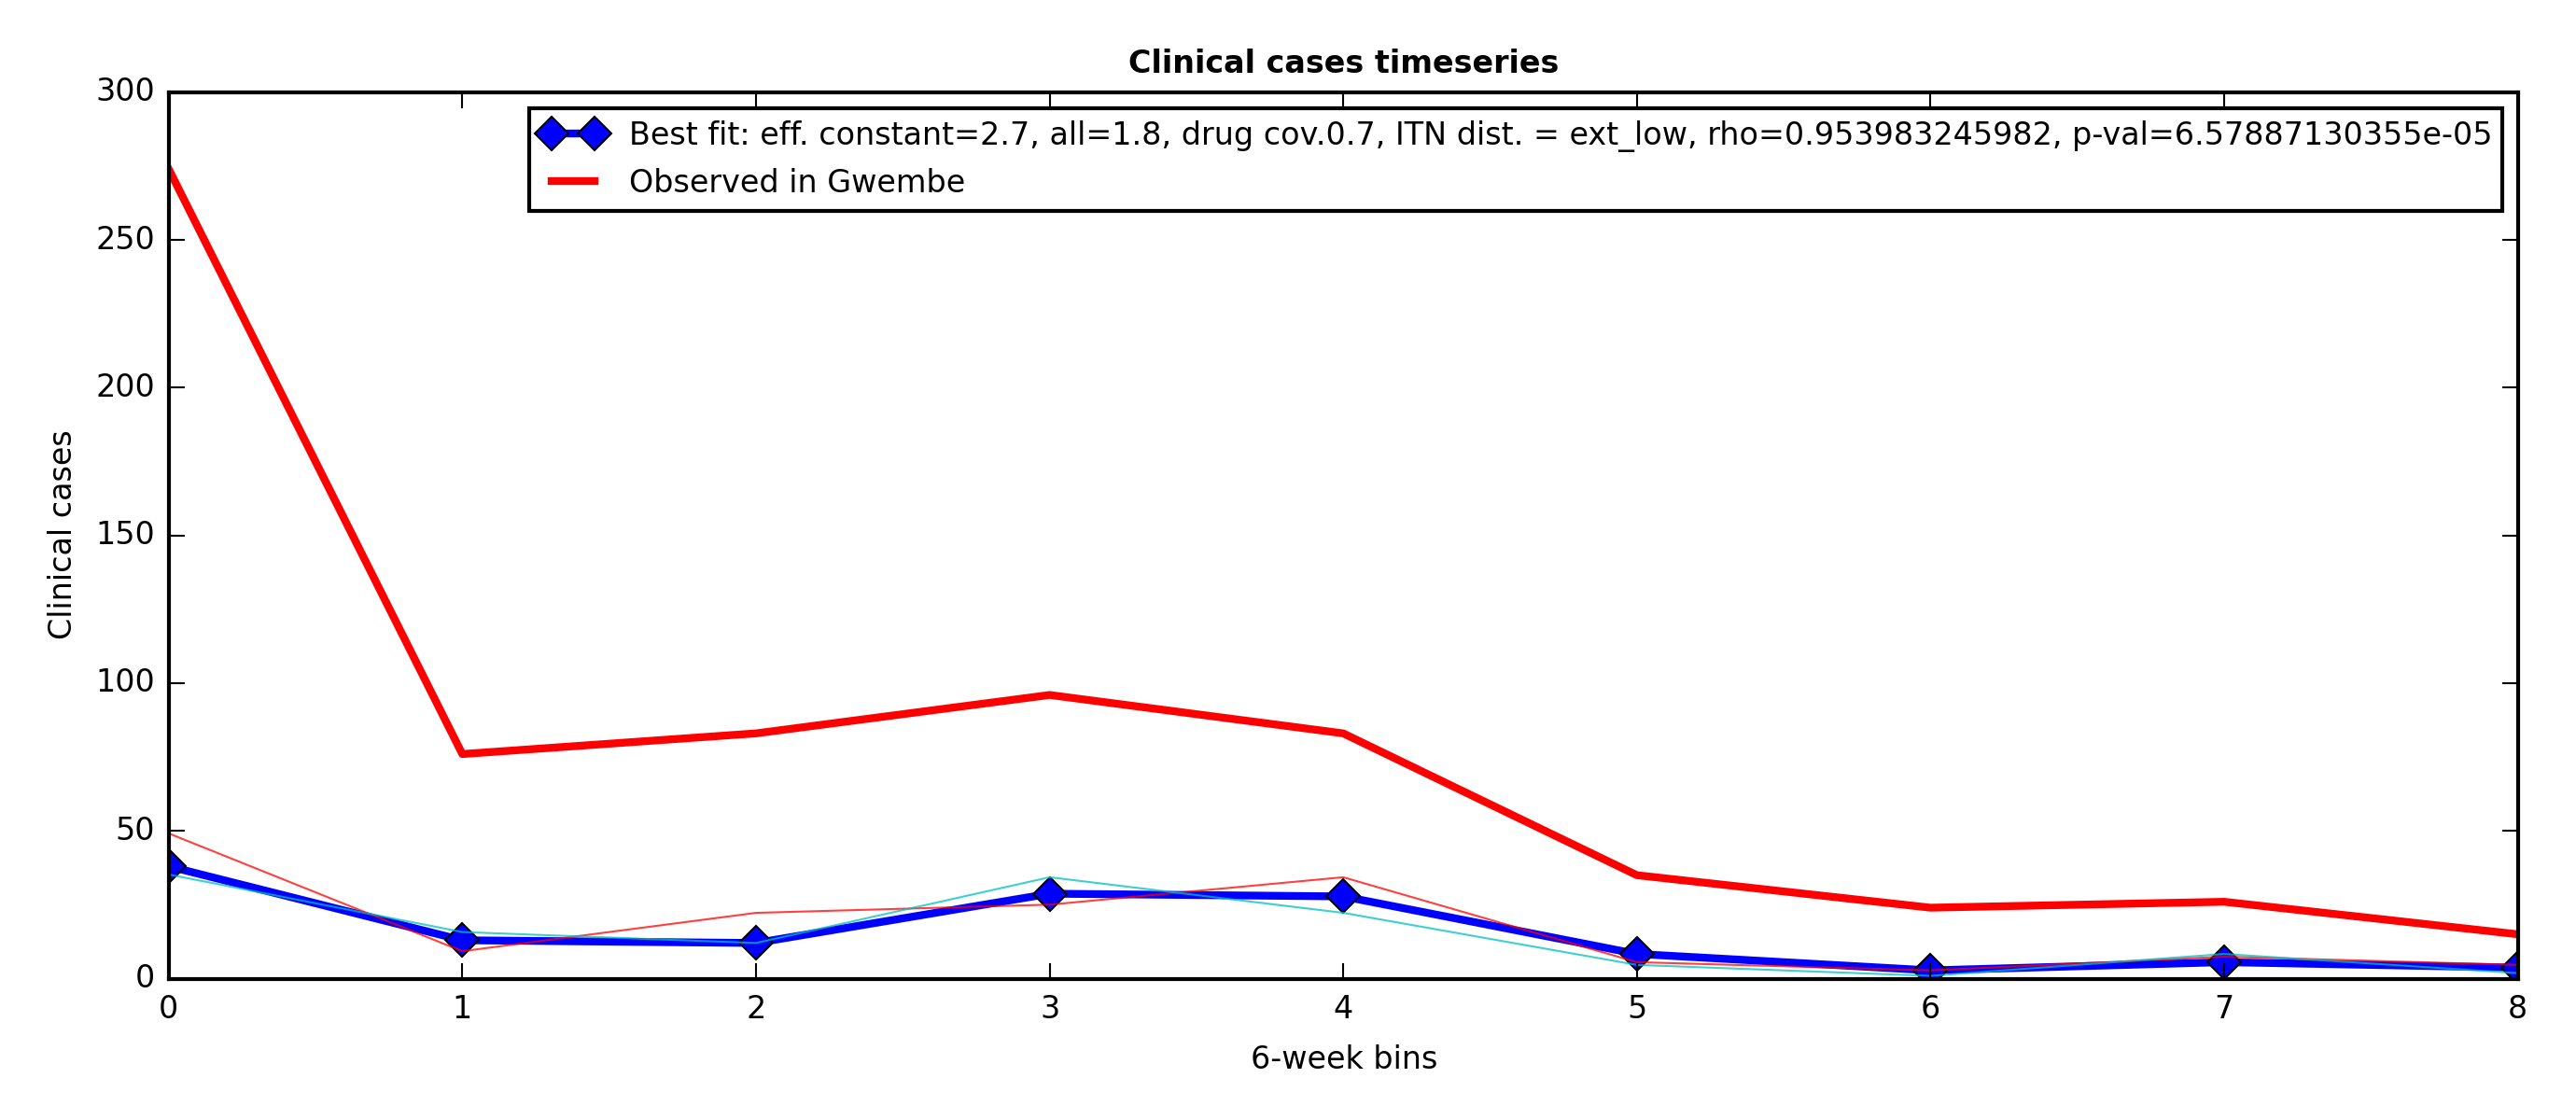 Clinical cases timeseries
Best fit: eff. constant=2.7, all=1.8, drug cov.0.7, ITN dist. = ext_low, rho=0.953983245982, p-val=6.57887130355e-05
Observed in Gwembe
Clinical cases
300
250
200
150
100
50
0
0 1 2 3 4 5 6 7 8
6-week bins